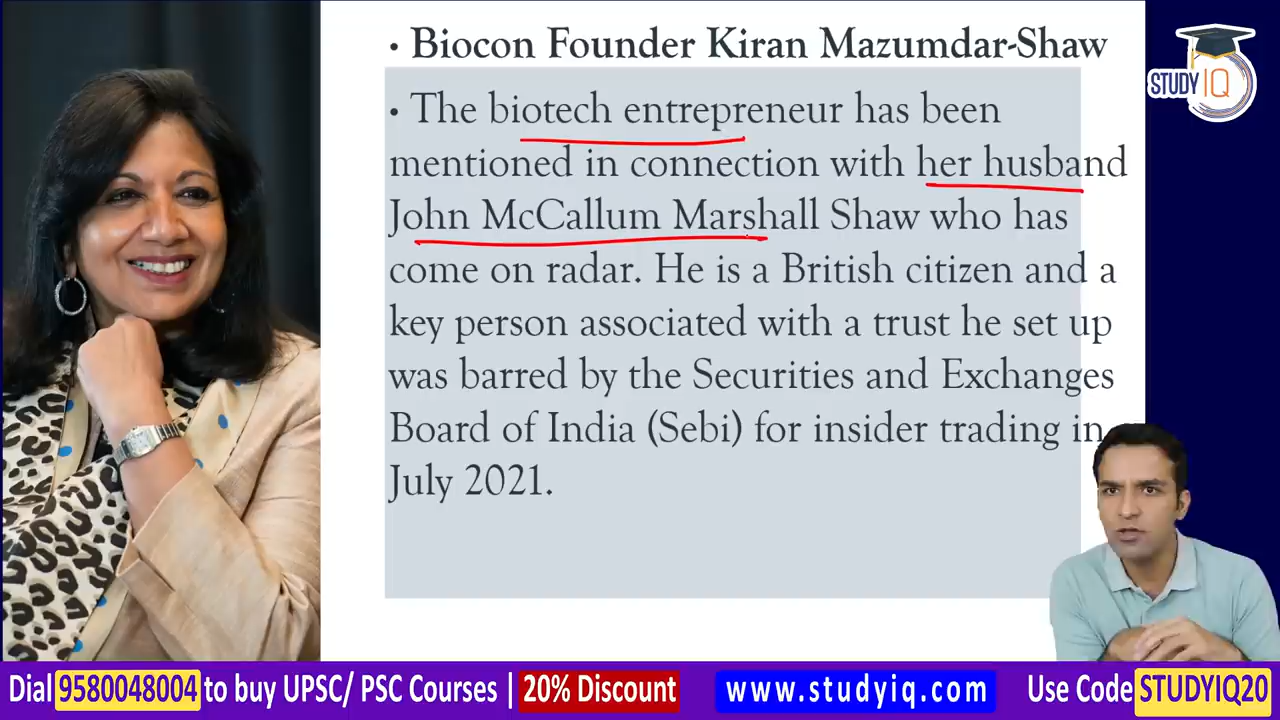 • Biocon Founder Kiran Mazumdar-Shaw
STUDY IQ
• The biotech entrepreneur has been
mentioned in connection with her husband
John McCallum Marshall Shaw who has
come on radar. He is a British citizen and a
key person associated with a trust he set up
was barred by the Securities and Exchanges
Board of India (Sebi) for insider trading in
July 2021.
Dial 9580048004 to buy UPSC/ PSC Courses | 20% Discount www.studyiq.com Use Code STUDYIQ20